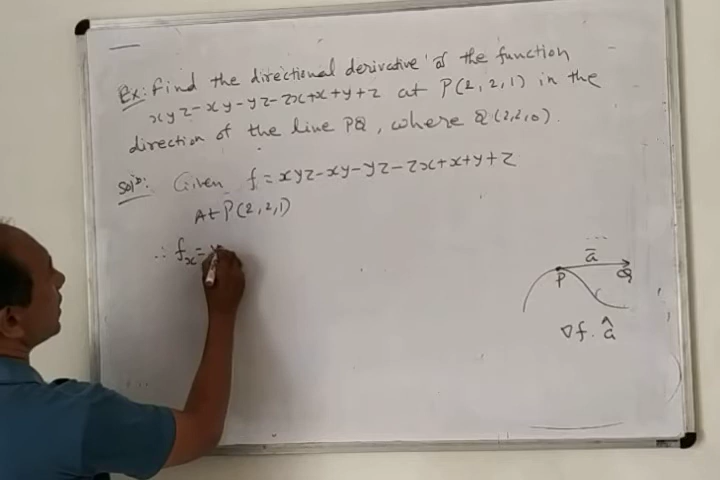 Ex: Find the directional derivative of the function
xyz-xy-yz-zx+x+y+z at P(2,2,1) in the
direction of the line PQ, where Q(2,2,0).
Solⁿ: Given f = xyz-xy-yz-zx+x+y+z
At P(2,2,1)
∴ fₓ =
ā
P Q
∇f. â